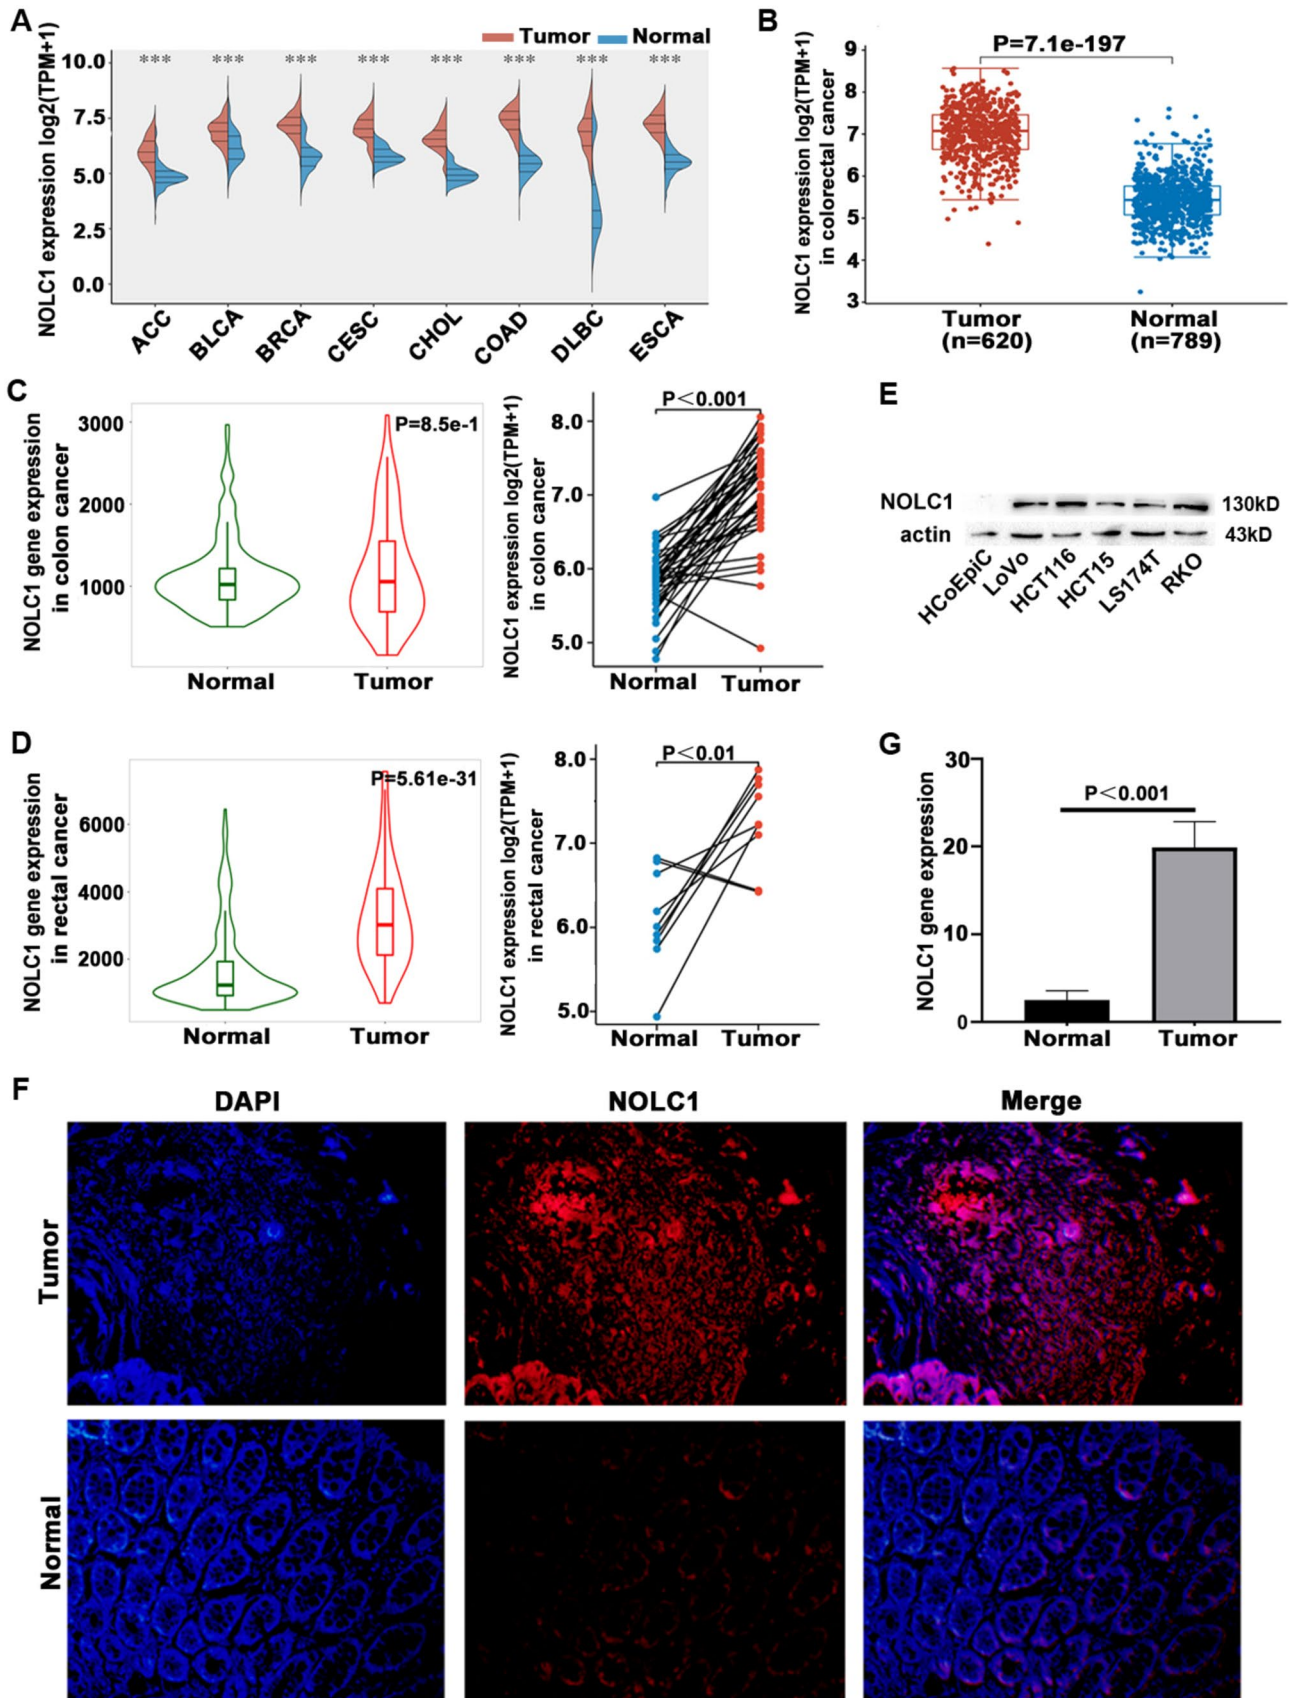 A
NOLC1 expression log2(TPM+1)
Tumor Normal
10.0
7.5
5.0
2.5
0.0
*** *** *** *** *** *** *** ***
ACC BLCA BRCA CESC CHOL COAD DLBC ESCA
B
NOLC1 expression log2(TPM+1)
in colorectal cancer
P=7.1e-197
9
8
7
6
5
4
3
Tumor Normal
(n=620) (n=789)
C
NOLC1 gene expression
in colon cancer
3000
2000
1000
P=8.5e-1
Normal Tumor
NOLC1 expression log2(TPM+1)
in colon cancer
P<0.001
8.0
7.0
6.0
5.0
Normal Tumor
E
NOLC1 130kD
actin 43kD
HCoEpiC LoVo HCT116 HCT15 LS174T RKO
D
NOLC1 gene expression
in rectal cancer
6000
4000
2000
P=5.61e-31
Normal Tumor
NOLC1 expression log2(TPM+1)
in rectal cancer
P<0.01
8.0
7.0
6.0
5.0
Normal Tumor
G
NOLC1 gene expression
30
20
10
0
P<0.001
Normal Tumor
F
DAPI NOLC1 Merge
Tumor
Normal